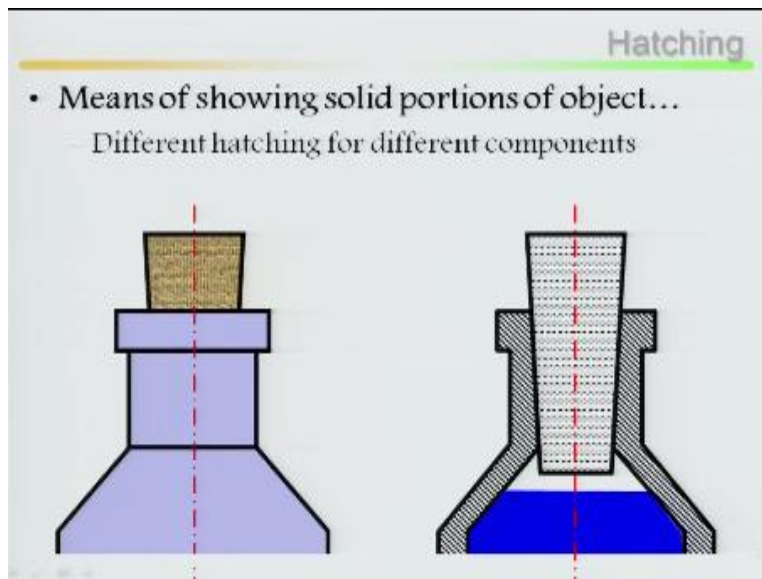 Hatching
• Means of showing solid portions of object...
– Different hatching for different components